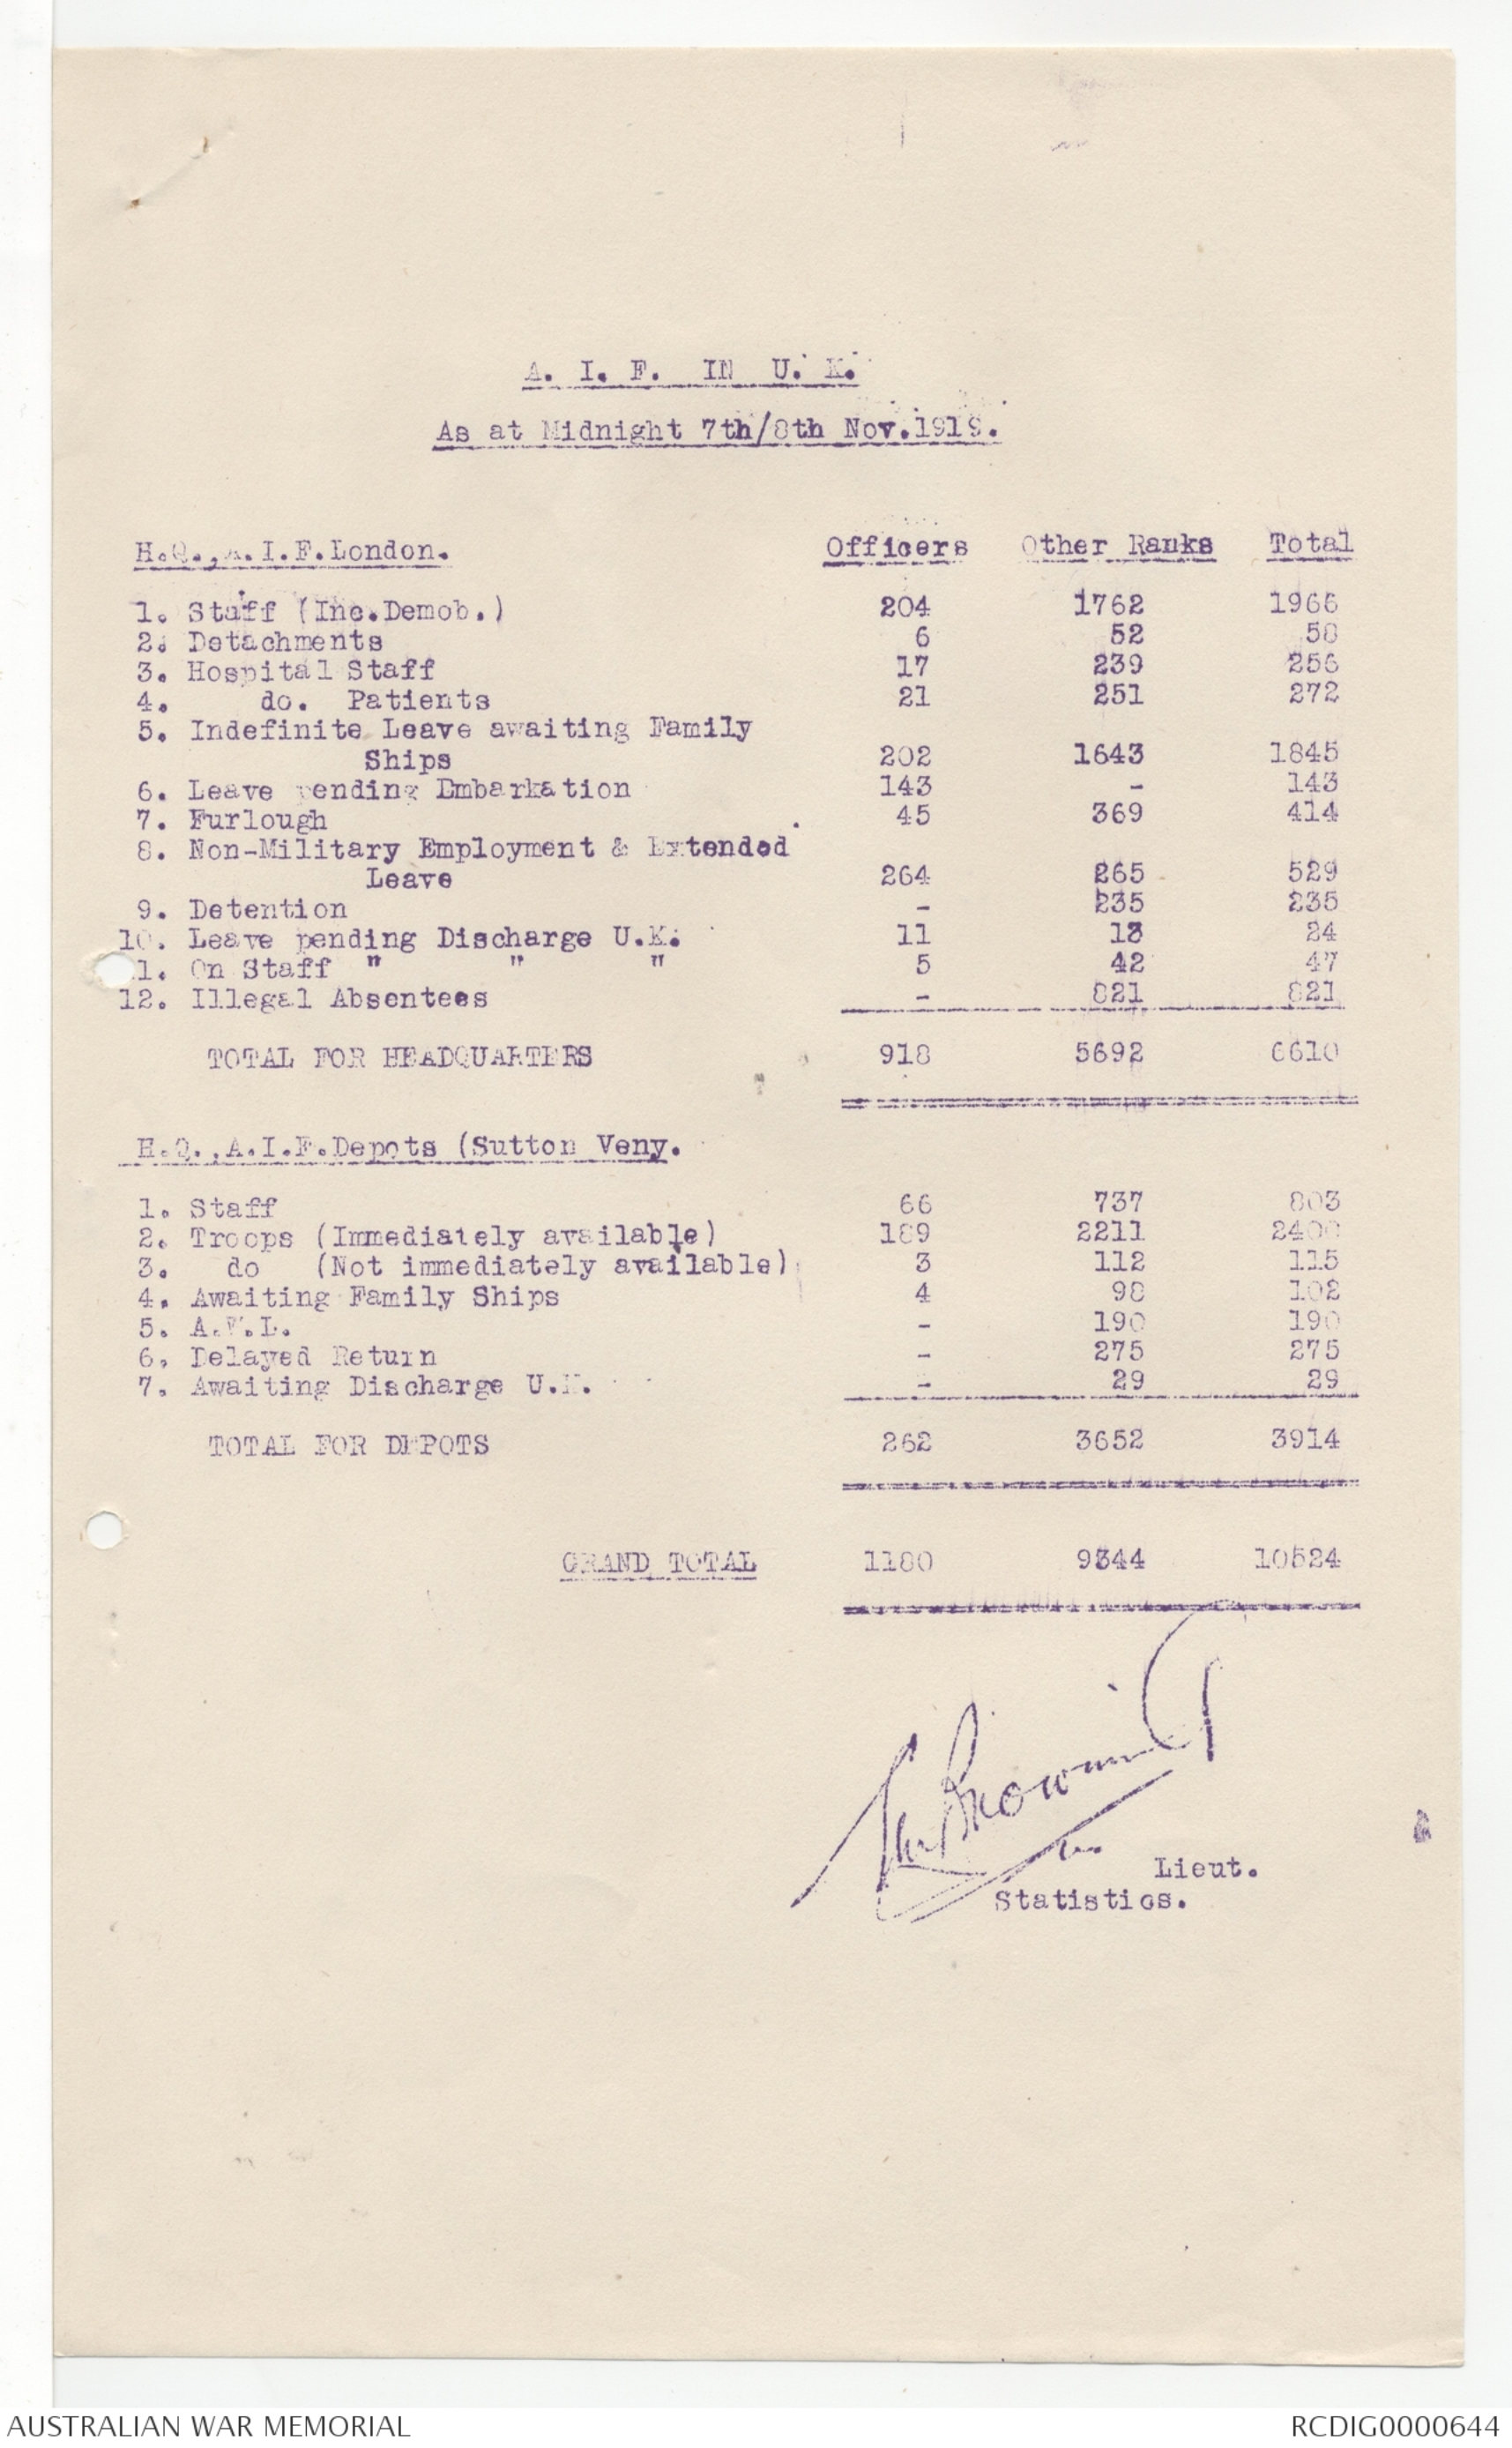 A. I. F. IN U. K.
As at Midnight 7th/8th Nov.1919.
H.Q.,A.I.F.London. Officers Other Ranks Total
1. Staff (Inc.Demob.) 204 1762 1966
2. Detachments 6 52 58
3. Hospital Staff 17 239 256
4. do. Patients 21 251 272
5. Indefinite Leave awaiting Family
Ships 202 1643 1845
6. Leave pending Embarkation 143 - 143
7. Furlough 45 369 414
8. Non-Military Employment & Extended
Leave 264 265 529
9. Detention - 235 235
10. Leave pending Discharge U.K. 11 13 24
1. On Staff " " " 5 42 47
12. Illegal Absentees - 821 821
TOTAL FOR HEADQUARTERS 918 5692 6610
H.Q.,A.I.F.Depots (Sutton Veny.
1. Staff 66 737 803
2. Troops (Immediately available) 189 2211 2400
3. do (Not immediately available) 3 112 115
4. Awaiting Family Ships 4 98 102
5. A.W.L. - 190 190
6. Delayed Return - 275 275
7. Awaiting Discharge U.K. - 29 29
TOTAL FOR DEPOTS 262 3652 3914
GRAND TOTAL 1180 9344 10524
Lieut.
Statistics.
AUSTRALIAN WAR MEMORIAL RCDIG0000644